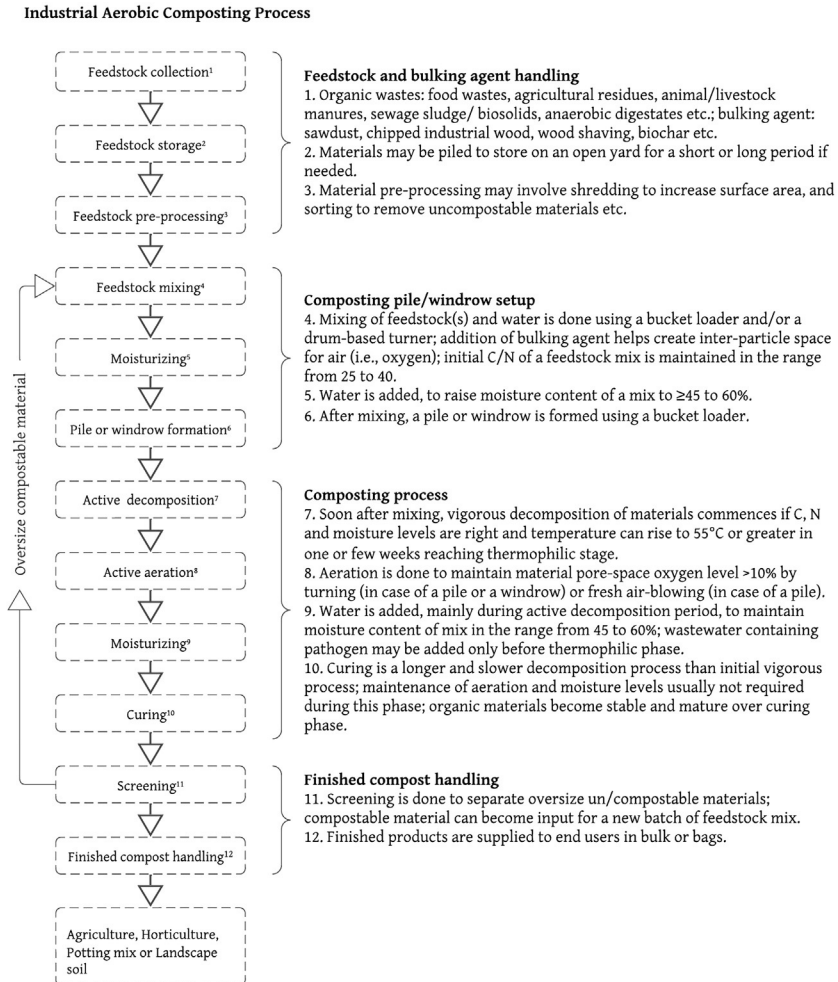 Industrial Aerobic Composting Process
Feedstock collection¹
Feedstock storage²
Feedstock pre-processing³
Feedstock mixing⁴
Moisturizing⁵
Pile or windrow formation⁶
Active decomposition⁷
Active aeration⁸
Moisturizing⁹
Curing¹⁰
Screening¹¹
Finished compost handling¹²
Agriculture, Horticulture,
Potting mix or Landscape
soil
Oversize compostable material
Feedstock and bulking agent handling
1. Organic wastes: food wastes, agricultural residues, animal/livestock
manures, sewage sludge/ biosolids, anaerobic digestates etc.; bulking agent:
sawdust, chipped industrial wood, wood shaving, biochar etc.
2. Materials may be piled to store on an open yard for a short or long period if
needed.
3. Material pre-processing may involve shredding to increase surface area, and
sorting to remove uncompostable materials etc.
Composting pile/windrow setup
4. Mixing of feedstock(s) and water is done using a bucket loader and/or a
drum-based turner; addition of bulking agent helps create inter-particle space
for air (i.e., oxygen); initial C/N of a feedstock mix is maintained in the range
from 25 to 40.
5. Water is added, to raise moisture content of a mix to ≥45 to 60%.
6. After mixing, a pile or windrow is formed using a bucket loader.
Composting process
7. Soon after mixing, vigorous decomposition of materials commences if C, N
and moisture levels are right and temperature can rise to 55°C or greater in
one or few weeks reaching thermophilic stage.
8. Aeration is done to maintain material pore-space oxygen level >10% by
turning (in case of a pile or a windrow) or fresh air-blowing (in case of a pile).
9. Water is added, mainly during active decomposition period, to maintain
moisture content of mix in the range from 45 to 60%; wastewater containing
pathogen may be added only before thermophilic phase.
10. Curing is a longer and slower decomposition process than initial vigorous
process; maintenance of aeration and moisture levels usually not required
during this phase; organic materials become stable and mature over curing
phase.
Finished compost handling
11. Screening is done to separate oversize un/compostable materials;
compostable material can become input for a new batch of feedstock mix.
12. Finished products are supplied to end users in bulk or bags.